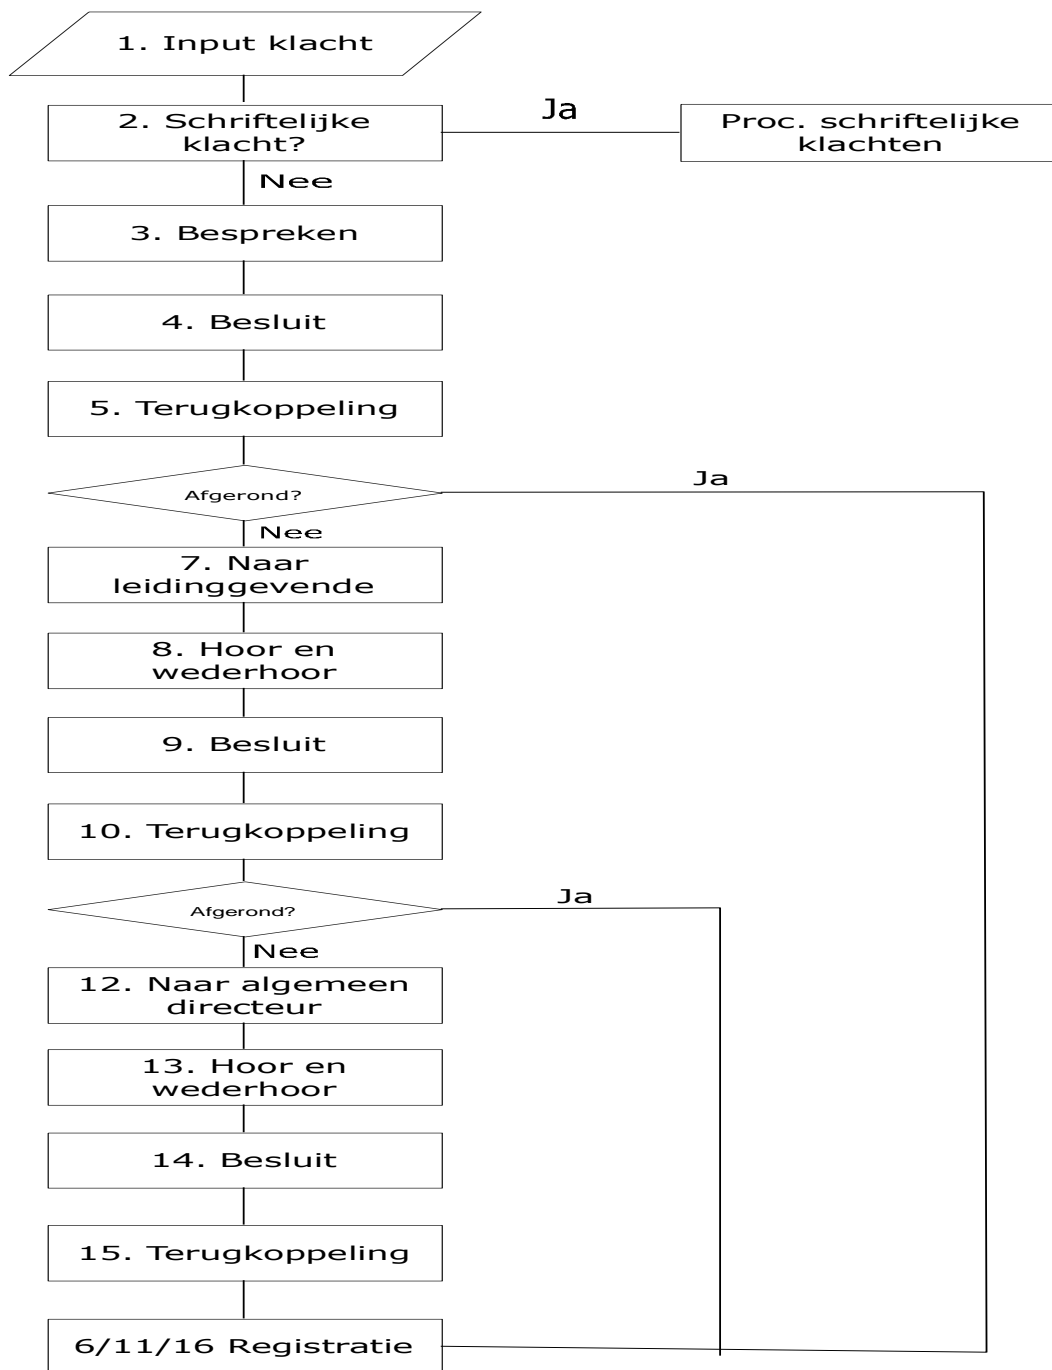 1. Input klacht
2. Schriftelijke
klacht?
Ja
Proc. schriftelijke
klachten
Nee
3. Bespreken
4. Besluit
5. Terugkoppeling
Afgerond?
Ja
Nee
7. Naar
leidinggevende
8. Hoor en
wederhoor
9. Besluit
10. Terugkoppeling
Afgerond?
Ja
Nee
12. Naar algemeen
directeur
13. Hoor en
wederhoor
14. Besluit
15. Terugkoppeling
6/11/16 Registratie